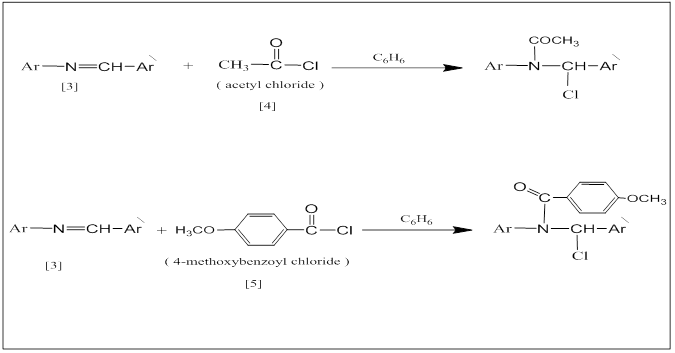 COCH₃
O
Ar—N=CH—Ar\ + CH₃—C—Cl C₆H₆ Ar—N—CH—Ar\
( acetyl chloride )
Cl
[3]
[4]
O C OCH₃
O
Ar—N=CH—Ar\ + H₃CO C—Cl C₆H₆ Ar—N—CH—Ar\
Cl
[3]
( 4-methoxybenzoyl chloride )
[5]